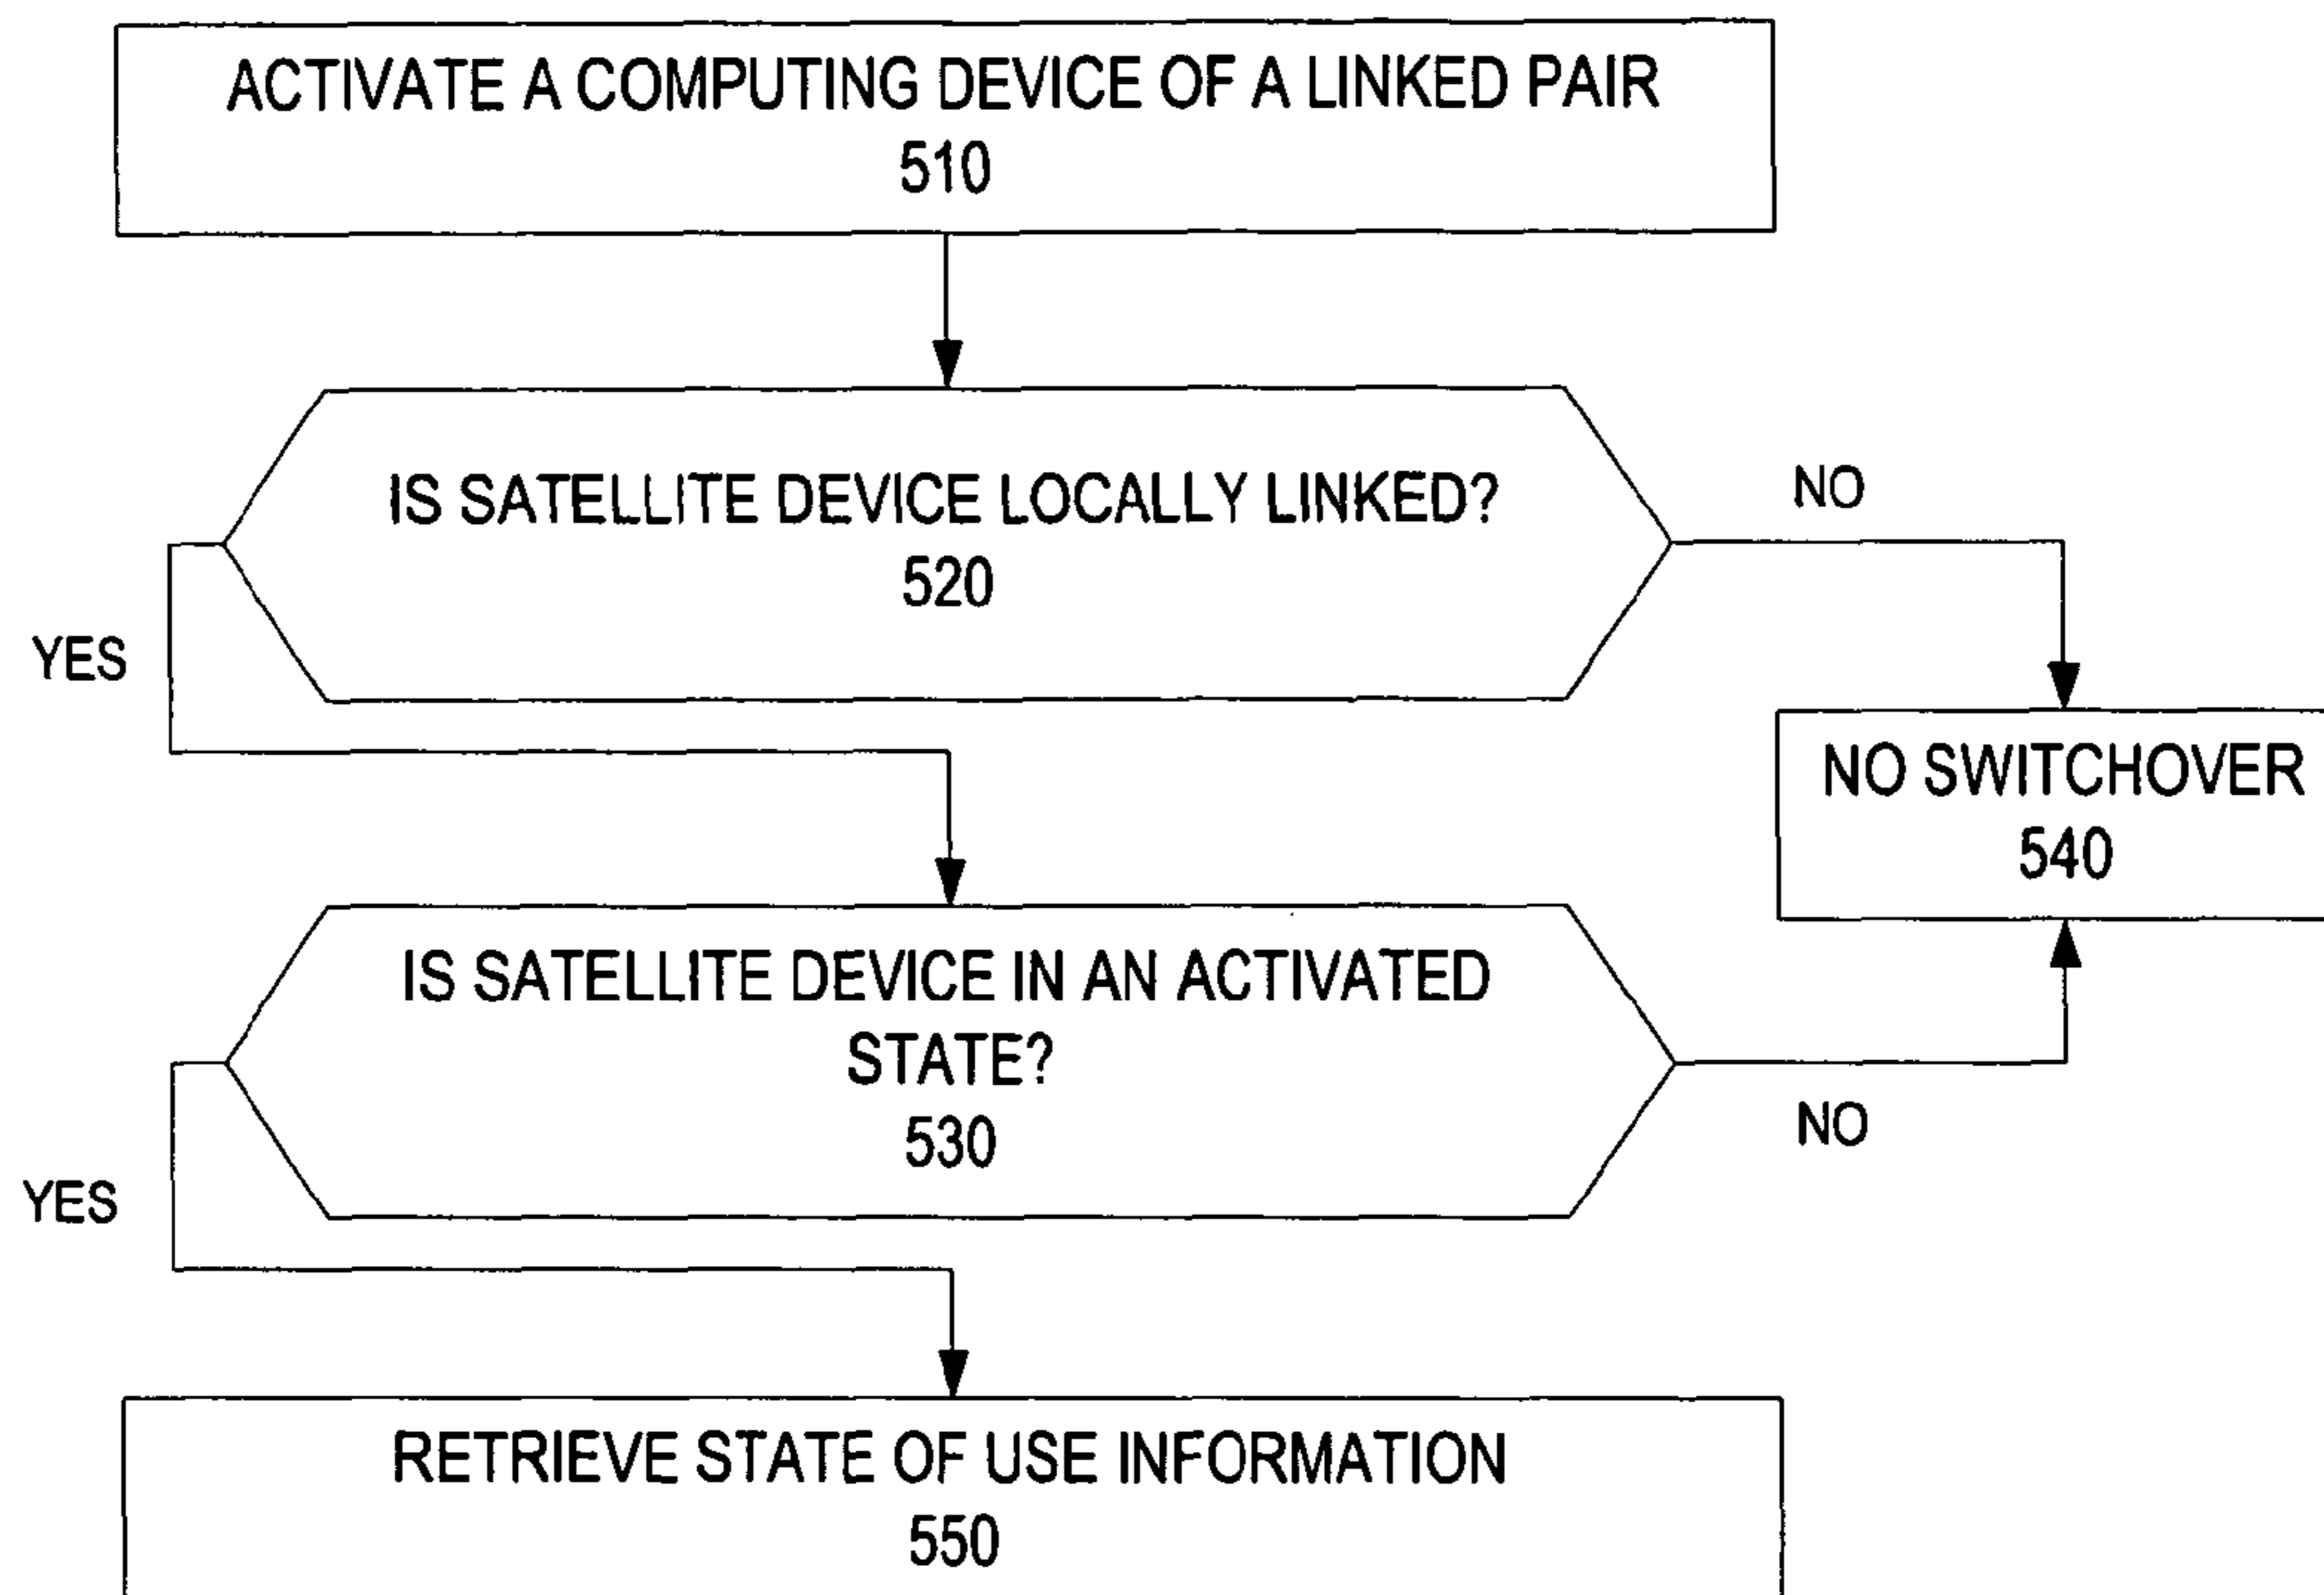 ACTIVATE A COMPUTING DEVICE OF A LINKED PAIR
510
IS SATELLITE DEVICE LOCALLY LINKED?
520
NO
YES
NO SWITCHOVER
540
IS SATELLITE DEVICE IN AN ACTIVATED
STATE?
530
NO
YES
RETRIEVE STATE OF USE INFORMATION
550